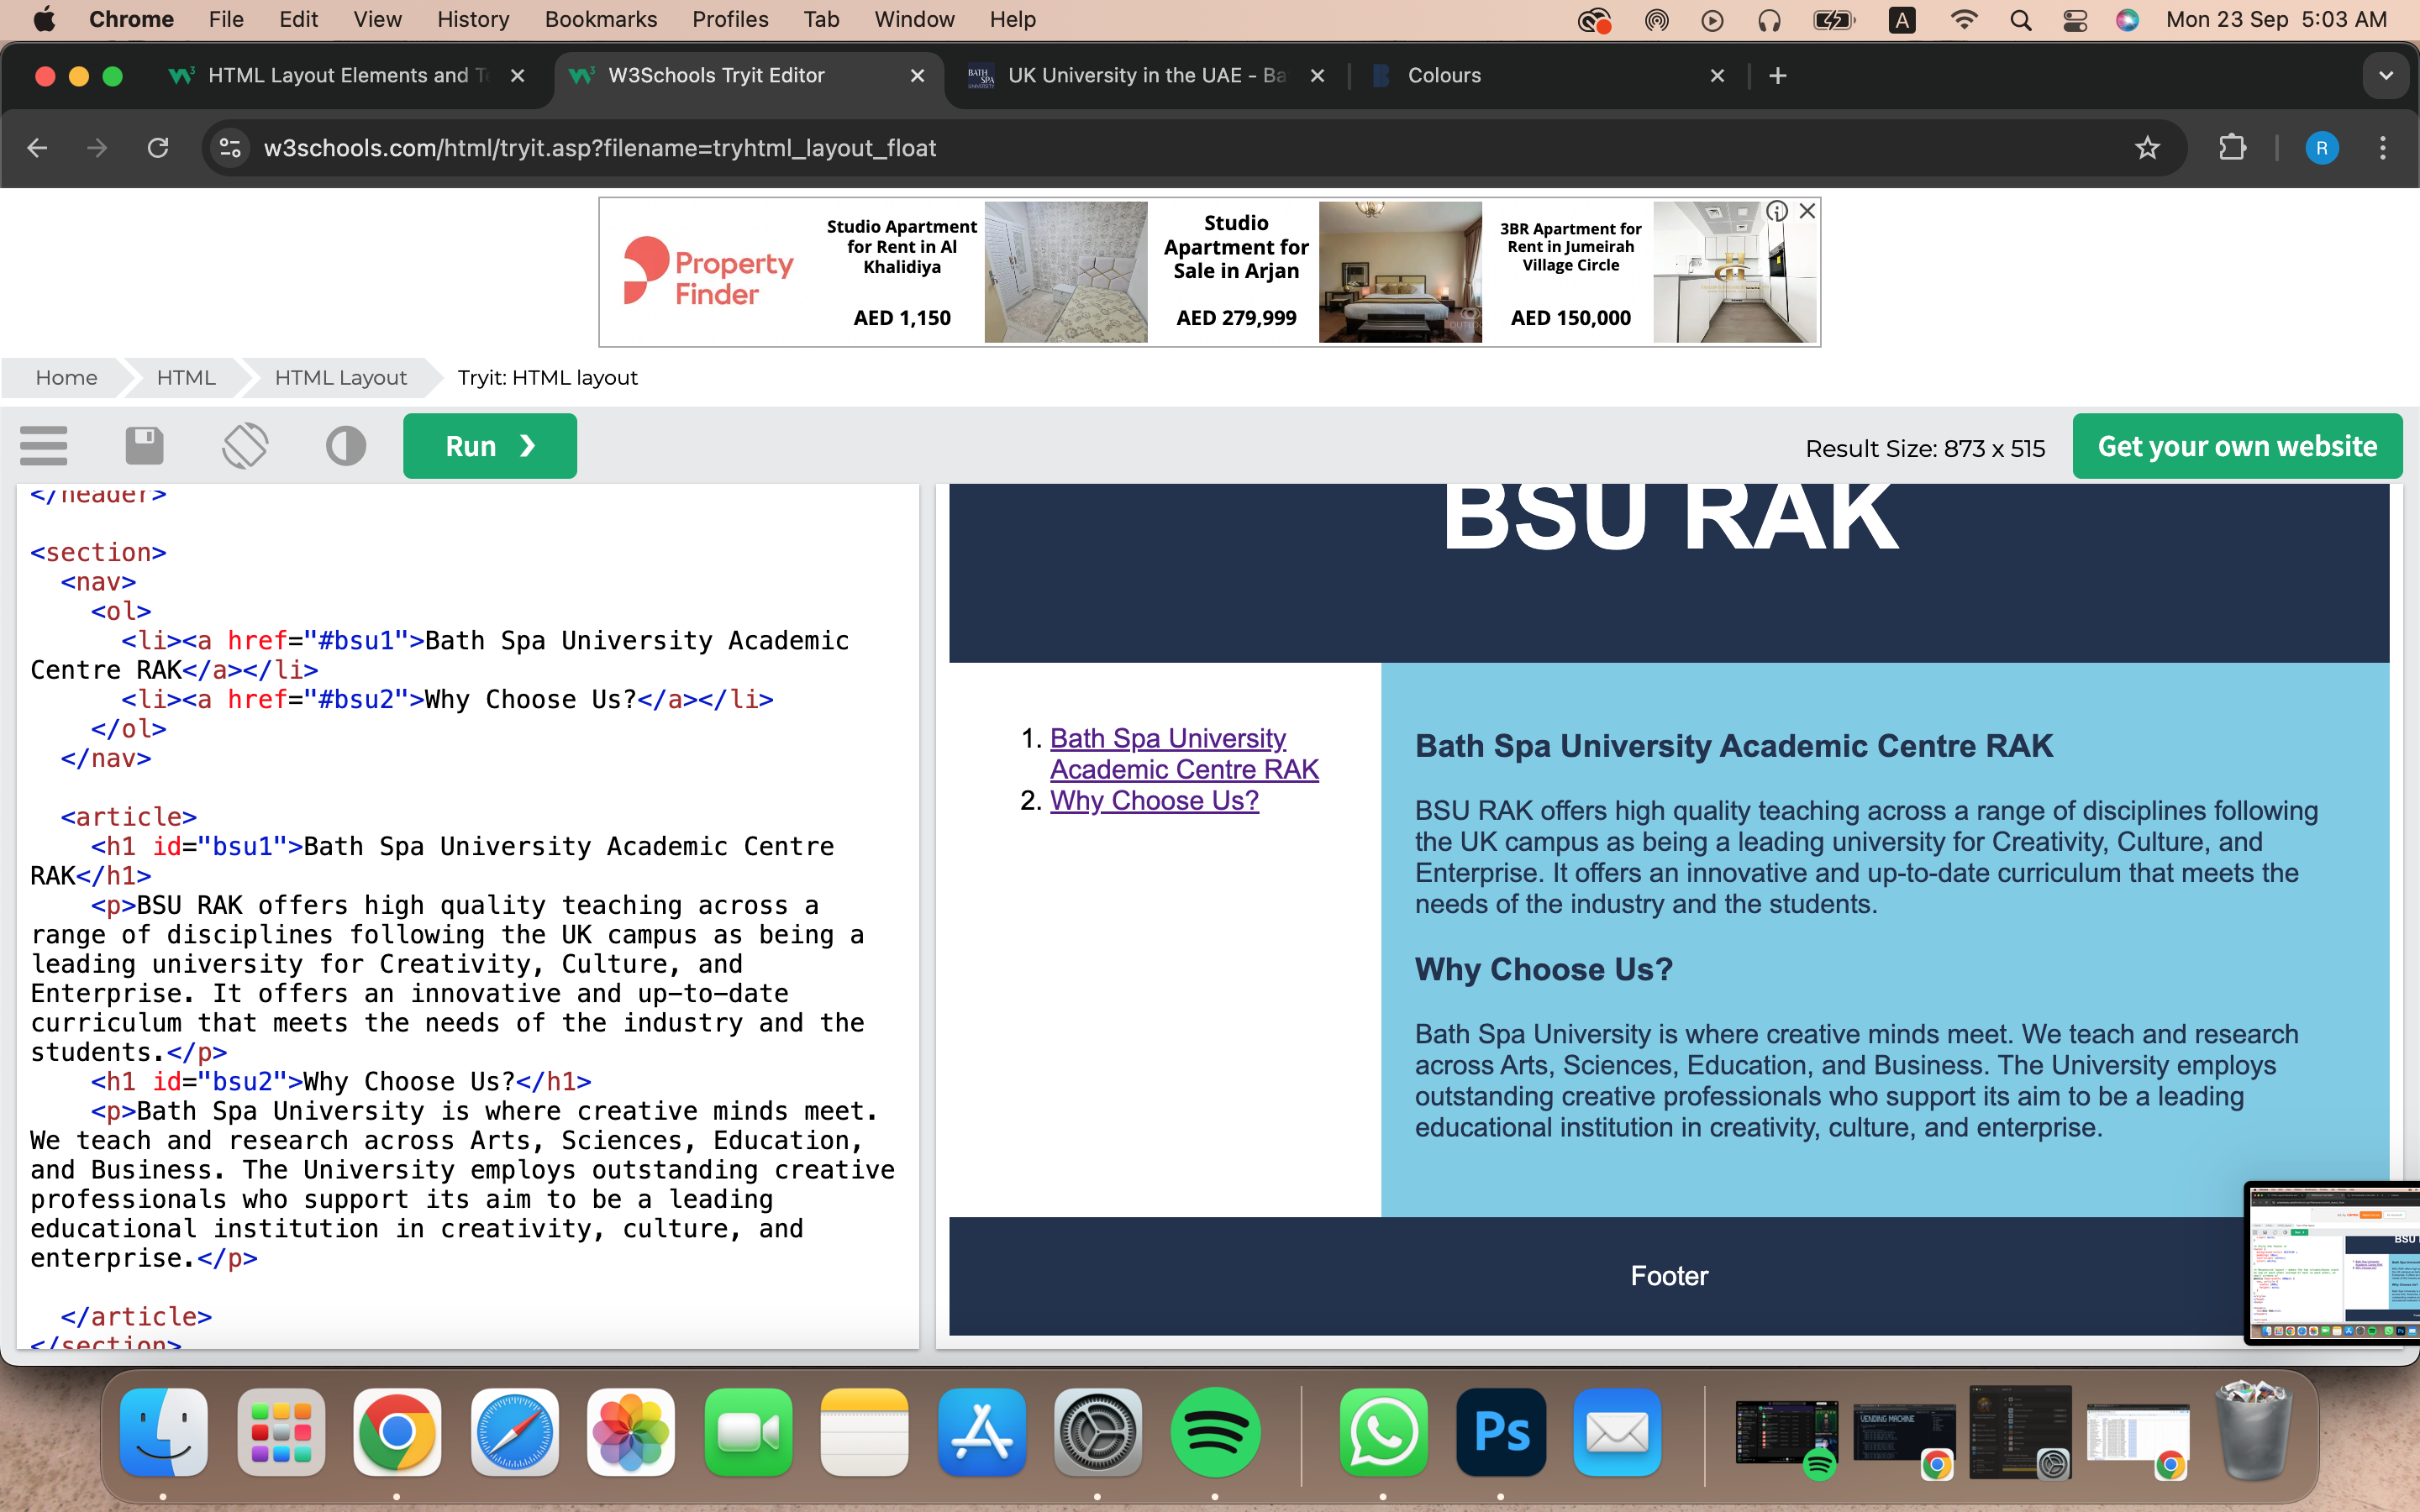 Chrome File Edit View History Bookmarks Profiles Tab Window Help
A
Mon 23 Sep 5:03 AM
HTML Layout Elements and T
W3Schools Tryit Editor
UK University in the UAE - Ba
Colours
w3schools.com/html/tryit.asp?filename=tryhtml_layout_float
R
Property
Finder
Studio Apartment
for Rent in Al
Khalidiya
AED 1,150
Studio
Apartment for
Sale in Arjan
AED 279,999
3BR Apartment for
Rent in Jumeirah
Village Circle
AED 150,000
Home
HTML
HTML Layout
Tryit: HTML layout
Run ❯
Result Size: 873 x 515
Get your own website
</header>
<section>
<nav>
<ol>
<li><a href="#bsu1">Bath Spa University Academic
Centre RAK</a></li>
<li><a href="#bsu2">Why Choose Us?</a></li>
</ol>
</nav>
<article>
<h1 id="bsu1">Bath Spa University Academic Centre
RAK</h1>
<p>BSU RAK offers high quality teaching across a
range of disciplines following the UK campus as being a
leading university for Creativity, Culture, and
Enterprise. It offers an innovative and up-to-date
curriculum that meets the needs of the industry and the
students.</p>
<h1 id="bsu2">Why Choose Us?</h1>
<p>Bath Spa University is where creative minds meet.
We teach and research across Arts, Sciences, Education,
and Business. The University employs outstanding creative
professionals who support its aim to be a leading
educational institution in creativity, culture, and
enterprise.</p>
</article>
</section>
BSU RAK
1. Bath Spa University
Academic Centre RAK
2. Why Choose Us?
Bath Spa University Academic Centre RAK
BSU RAK offers high quality teaching across a range of disciplines following
the UK campus as being a leading university for Creativity, Culture, and
Enterprise. It offers an innovative and up-to-date curriculum that meets the
needs of the industry and the students.
Why Choose Us?
Bath Spa University is where creative minds meet. We teach and research
across Arts, Sciences, Education, and Business. The University employs
outstanding creative professionals who support its aim to be a leading
educational institution in creativity, culture, and enterprise.
Footer
Ps
VENDING MACHINE